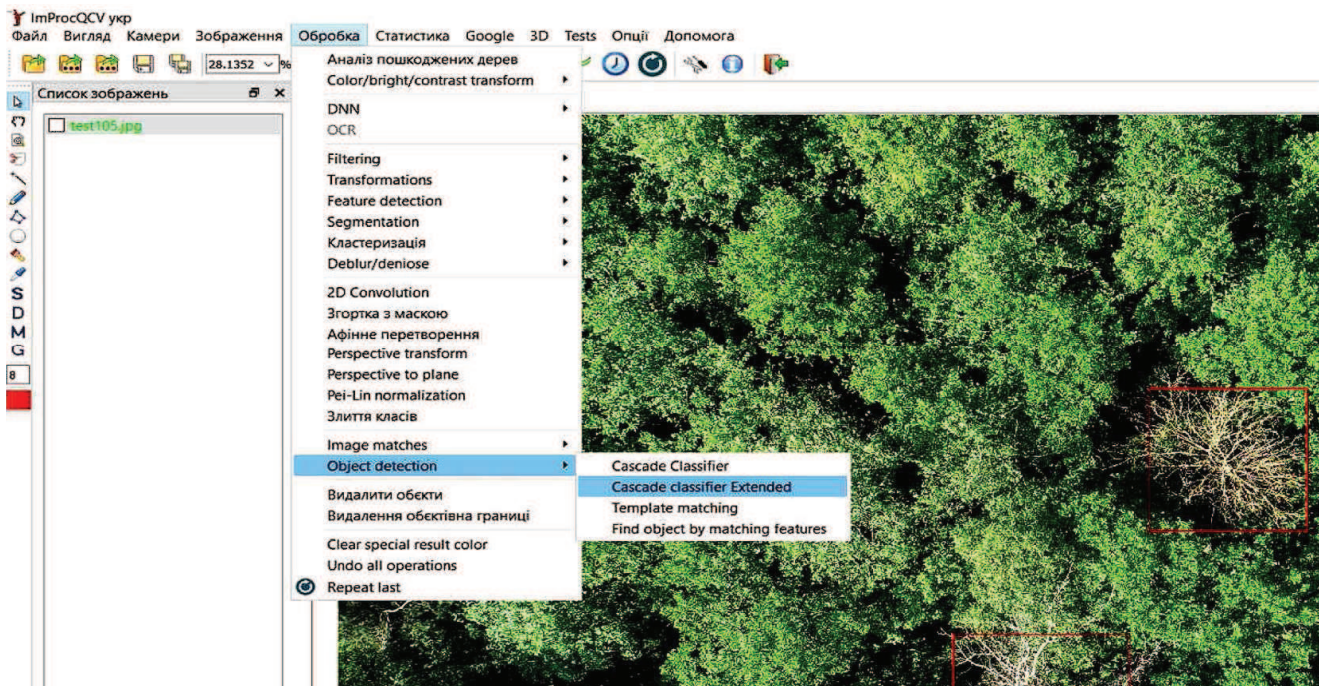 ImProcQCV укр
Файл Вигляд Камери Зображення Обробка Статистика Google 3D Tests Опції Допомога
28.1352 %
Список зображень
test105.jpg
S
D
M
G
8
Аналіз пошкоджених дерев
Color/bright/contrast transform
DNN
OCR
Filtering
Transformations
Feature detection
Segmentation
Кластеризація
Deblur/deniose
2D Convolution
Згортка з маскою
Афінне перетворення
Perspective transform
Perspective to plane
Pei-Lin normalization
Злиття класів
Image matches
Object detection
Видалити обєкти
Видалення обєктівна границі
Clear special result color
Undo all operations
Repeat last
Cascade Classifier
Cascade classifier Extended
Template matching
Find object by matching features